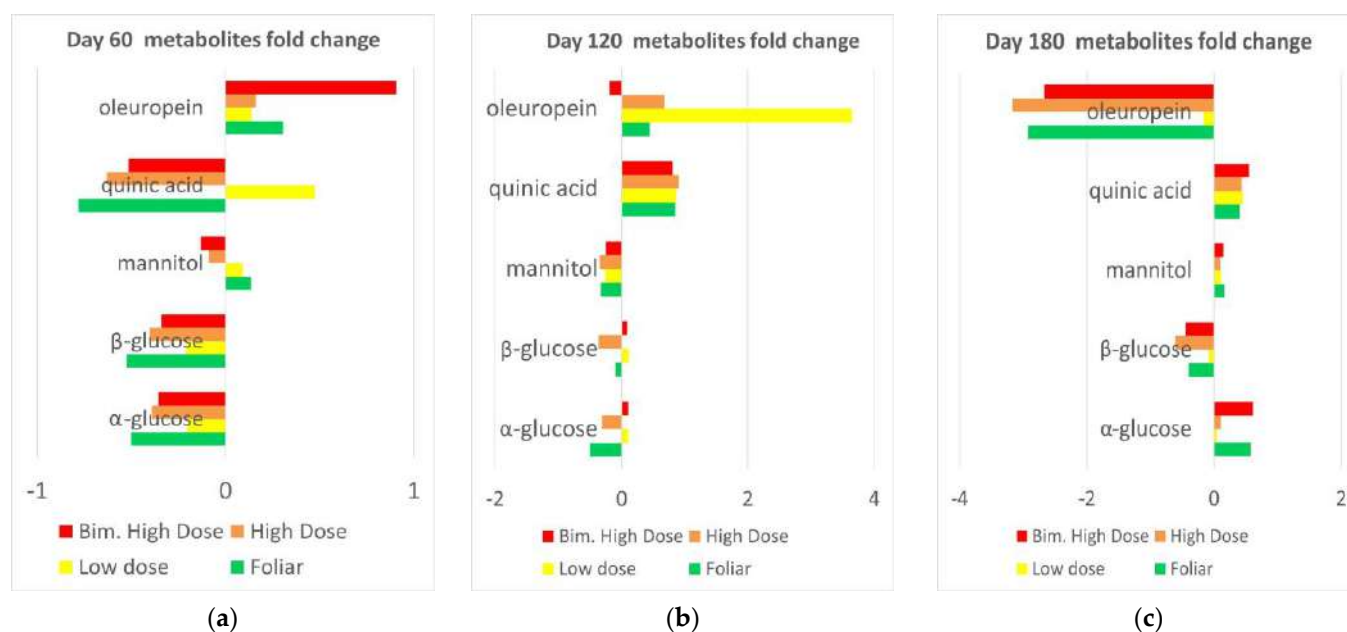 Day 60 metabolites fold change
oleuropein
quinic acid
mannitol
β-glucose
α-glucose
-1 0 1
Bim. High Dose High Dose
Low dose Foliar
(a)
Day 120 metabolites fold change
oleuropein
quinic acid
mannitol
β-glucose
α-glucose
-2 0 2 4
Bim. High Dose High Dose
Low dose Foliar
(b)
Day 180 metabolites fold change
oleuropein
quinic acid
mannitol
β-glucose
α-glucose
-4 -2 0 2
Bim. High Dose High Dose
Low dose Foliar
(c)